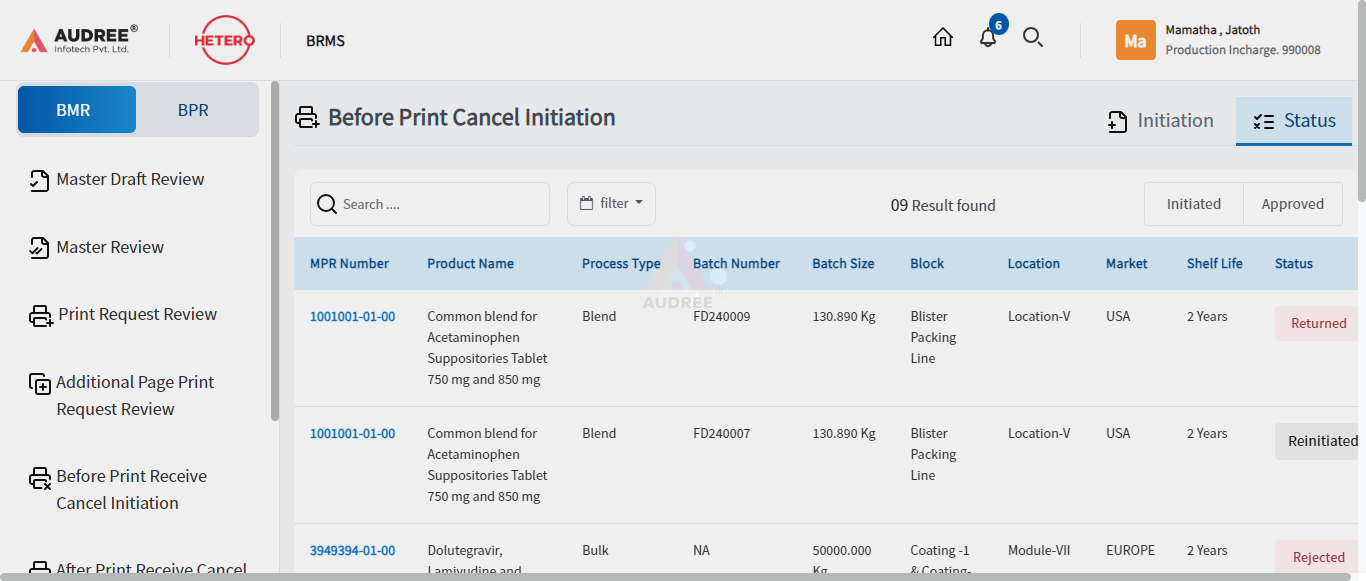 AUDREE®
Infotech Pvt. Ltd.
HETERO
BRMS
6
Ma
Mamatha , Jatoth
Production Incharge. 990008
BMR
BPR
Master Draft Review
Master Review
Print Request Review
Additional Page Print
Request Review
Before Print Receive
Cancel Initiation
After Print Receive Cancel
Before Print Cancel Initiation
Initiation
Status
Search ....
filter
09 Result found
Initiated
Approved
MPR Number Product Name Process Type Batch Number Batch Size Block Location Market Shelf Life Status
AUDREE
1001001-01-00 Common blend for Blend FD240009 130.890 Kg Blister Location-V USA 2 Years Returned
Acetaminophen Packing
Suppositories Tablet Line
750 mg and 850 mg
1001001-01-00 Common blend for Blend FD240007 130.890 Kg Blister Location-V USA 2 Years Reinitiated
Acetaminophen Packing
Suppositories Tablet Line
750 mg and 850 mg
3949394-01-00 Dolutegravir, Bulk NA 50000.000 Coating -1 Module-VII EUROPE 2 Years Rejected
Lamivudine and Kg & Coating-